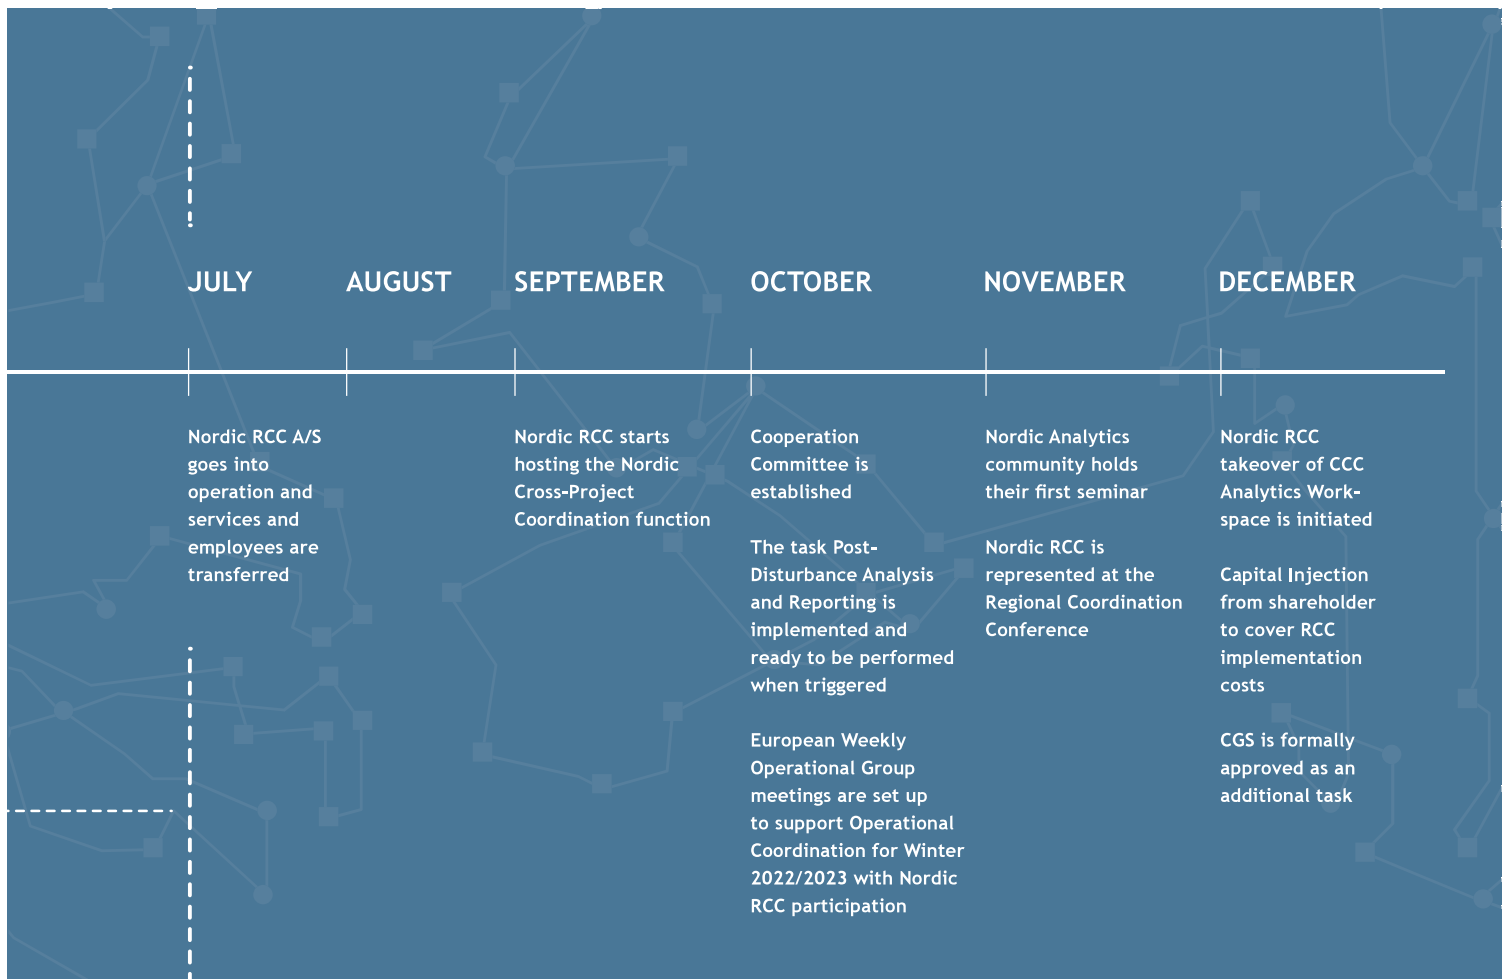 JULY
AUGUST
SEPTEMBER
OCTOBER
NOVEMBER
DECEMBER
Nordic RCC A/S
goes into
operation and
services and
employees are
transferred
Nordic RCC starts
hosting the Nordic
Cross-Project
Coordination function
Cooperation
Committee is
established
The task Post-
Disturbance Analysis
and Reporting is
implemented and
ready to be performed
when triggered
European Weekly
Operational Group
meetings are set up
to support Operational
Coordination for Winter
2022/2023 with Nordic
RCC participation
Nordic Analytics
community holds
their first seminar
Nordic RCC is
represented at the
Regional Coordination
Conference
Nordic RCC
takeover of CCC
Analytics Work-
space is initiated
Capital Injection
from shareholder
to cover RCC
implementation
costs
CGS is formally
approved as an
additional task